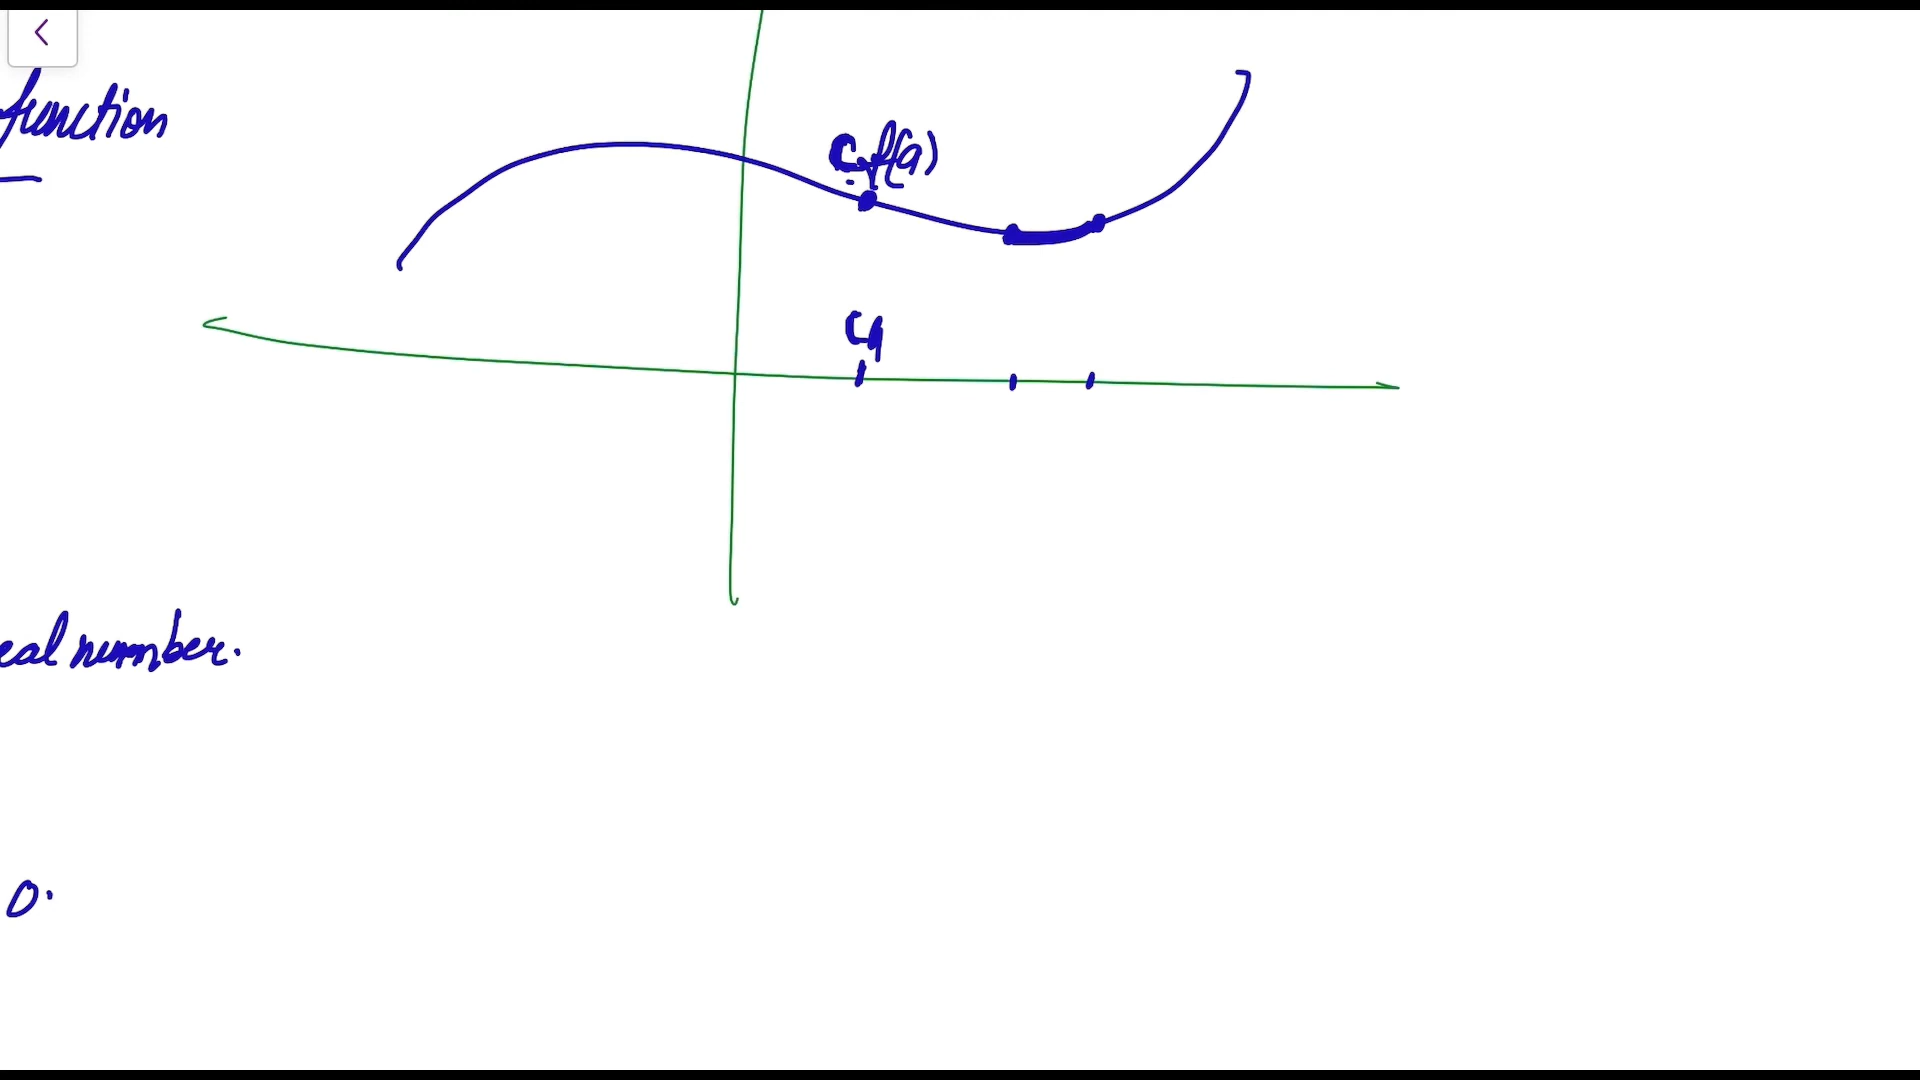 function
C, f(a)
C, a
eal number.
0.